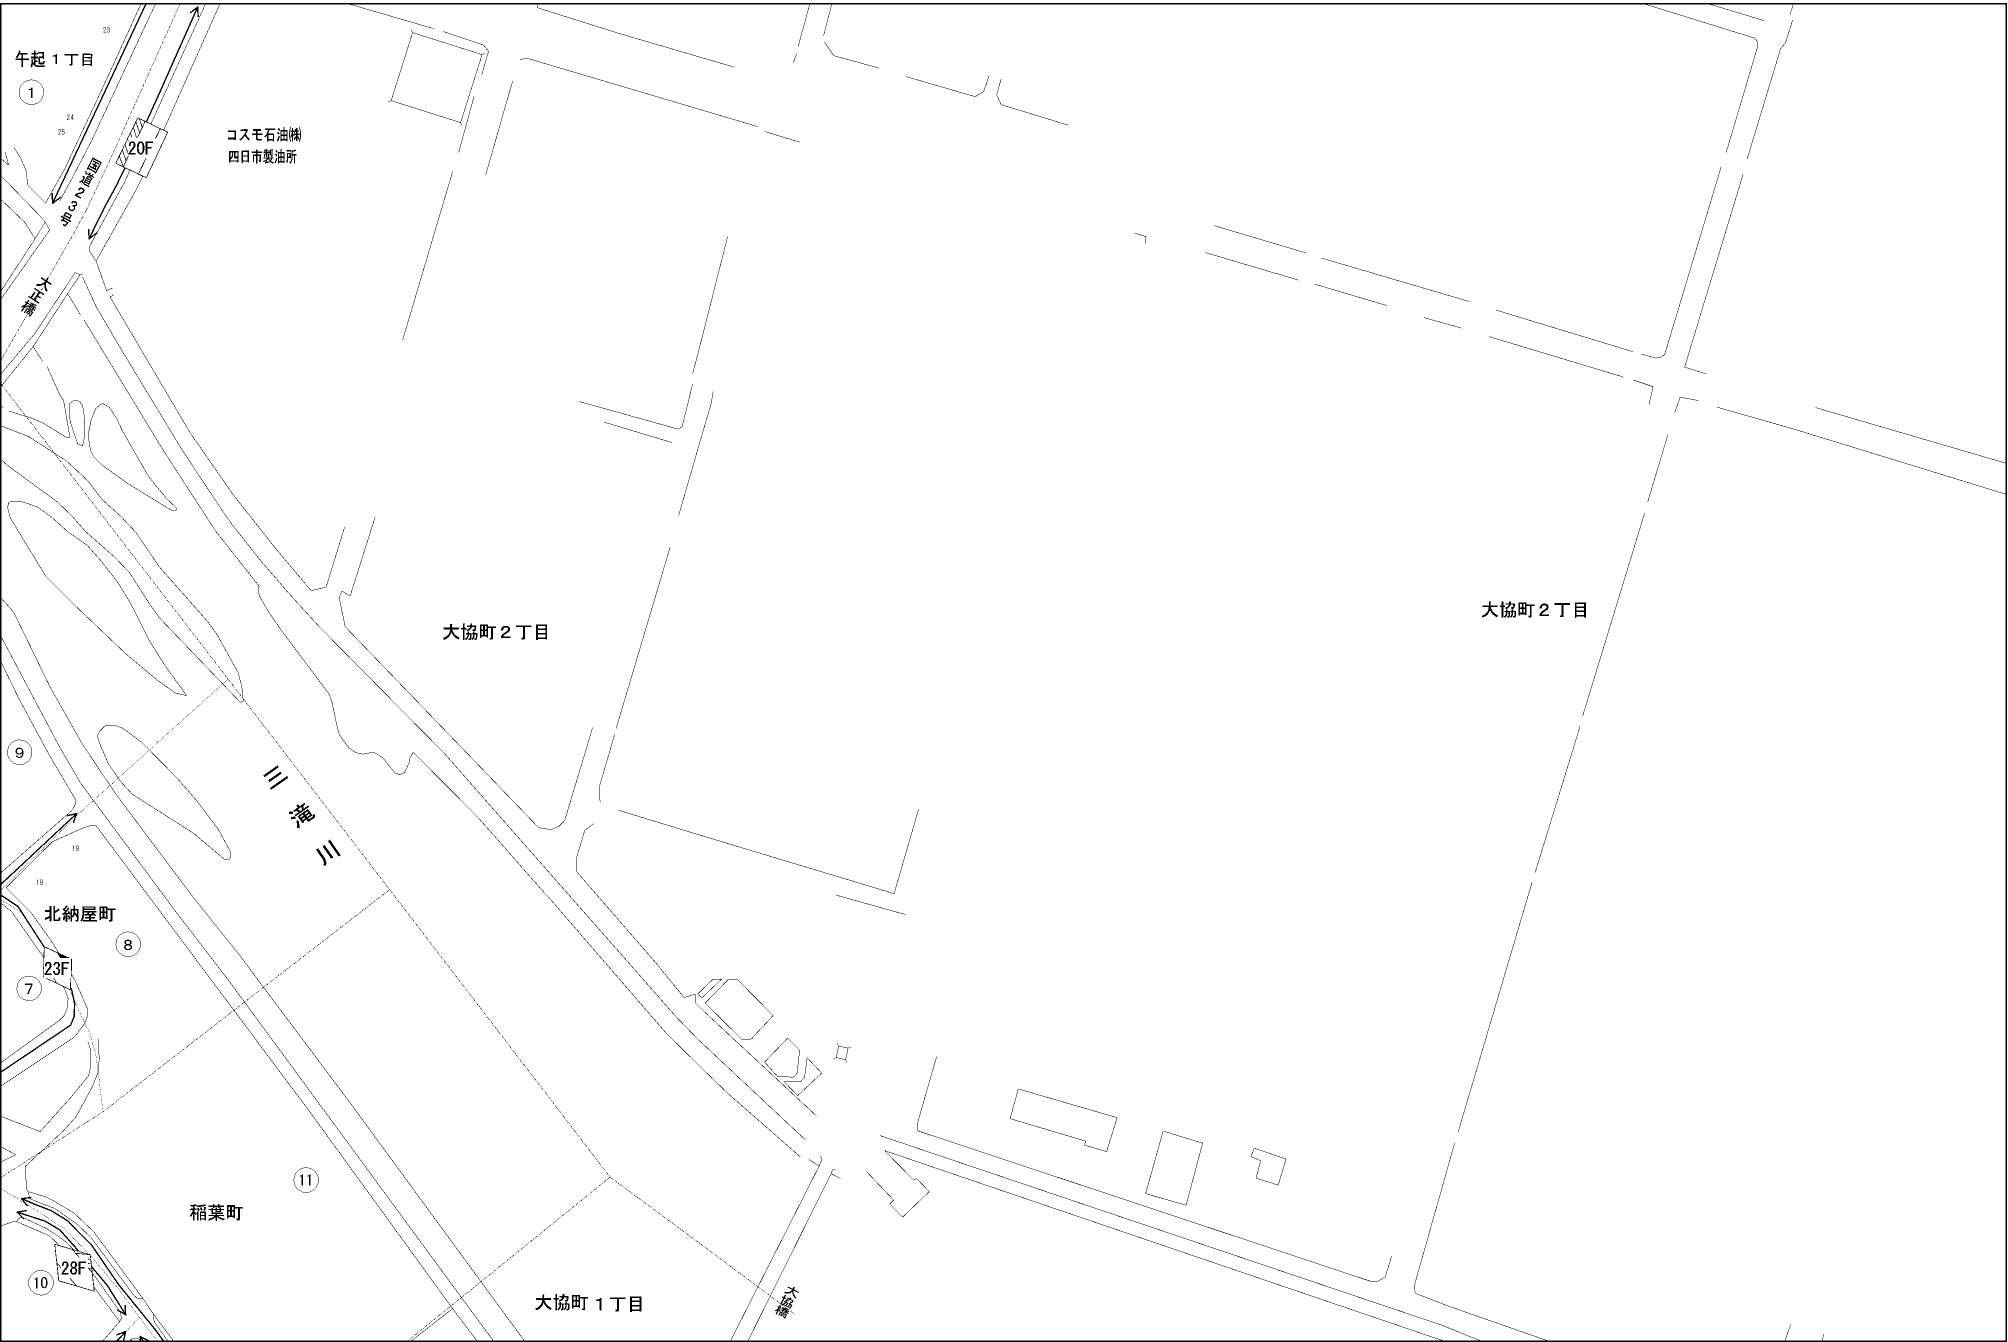 23
午起1丁目
①
24
25
20F
コスモ石油㈱
四日市製油所
国道23号
大正橋
大協町2丁目
大協町2丁目
⑨
三滝川
19
19
北納屋町
⑧
23F
⑦
⑪
稲葉町
28F
⑩
大協町1丁目
大協橋